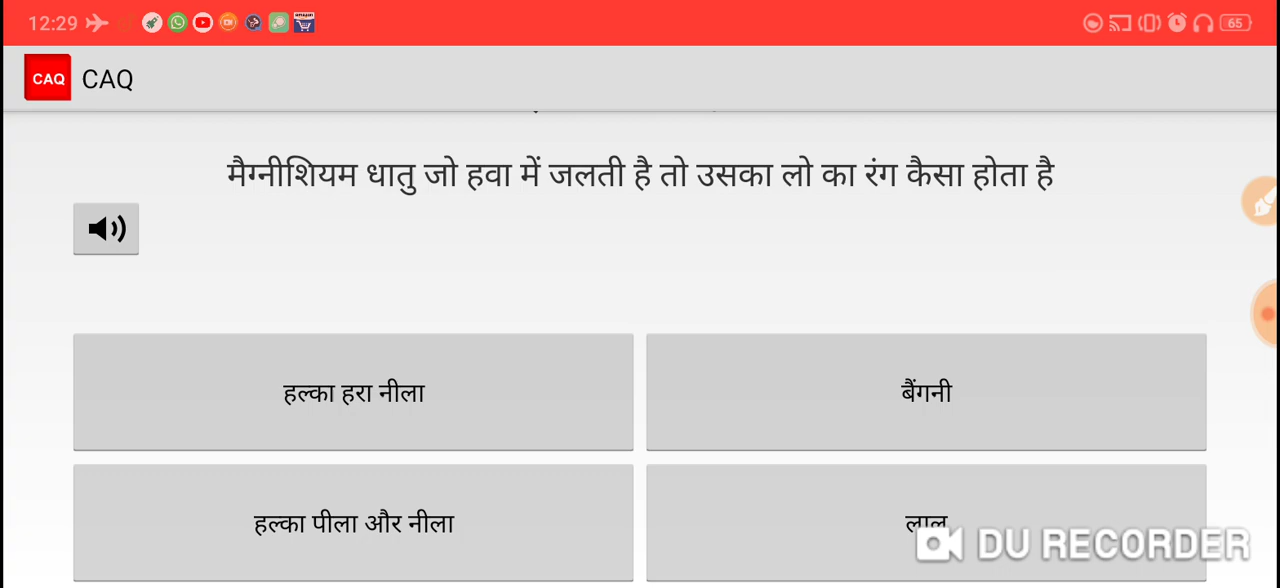 12:29
65
CAQ
CAQ
मैग्नीशियम धातु जो हवा में जलती है तो उसका लो का रंग कैसा होता है
हल्का हरा नीला
बैंगनी
हल्का पीला और नीला
लाल
DU RECORDER